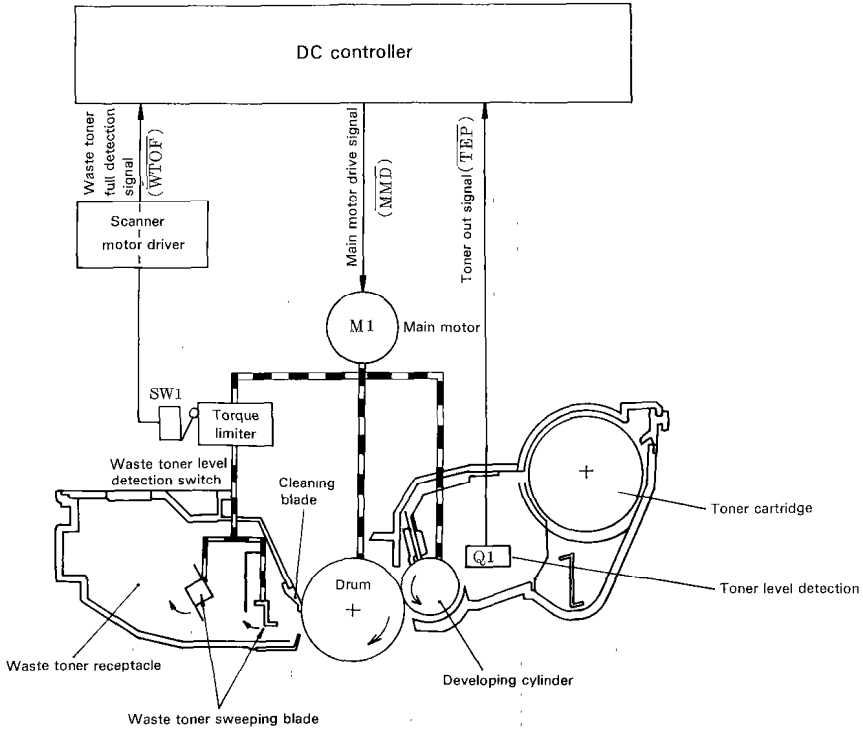 DC controller
Waste toner
full detection
signal
(WTOF)
Main motor drive signal
(MMD)
Toner out signal (TEP)
Scanner
motor driver
M1
Main motor
SW1
Torque
limiter
Waste toner level
detection switch
Cleaning
blade
Toner cartridge
Q1
Toner level detection
Drum
Waste toner receptacle
Developing cylinder
Waste toner sweeping blade